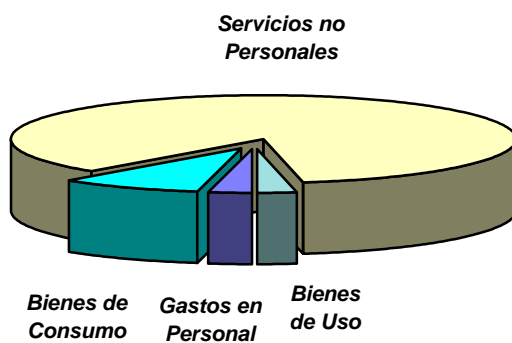 Servicios no
Personales
Bienes de
Consumo
Gastos en
Personal
Bienes
de Uso